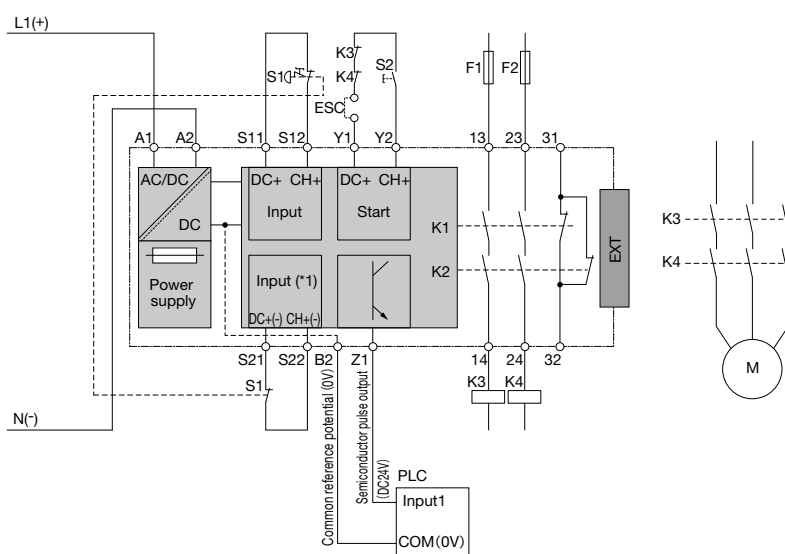 L1(+)
K3
S1
K4
S2
F1
F2
ESC
A1
A2
S11
S12
Y1
Y2
13
23
31
AC/DC
DC+
CH+
DC+
CH+
DC
Input
Start
K1
K3
EXT
K2
K4
Power
supply
Input (*1)
DC+(-)
CH+(-)
M
S21
S22
B2
Z1
14
24
32
S1
K3
K4
N(-)
Common reference potential (0V)
Semiconductor pulse output
(DC24V)
PLC
Input1
COM(0V)